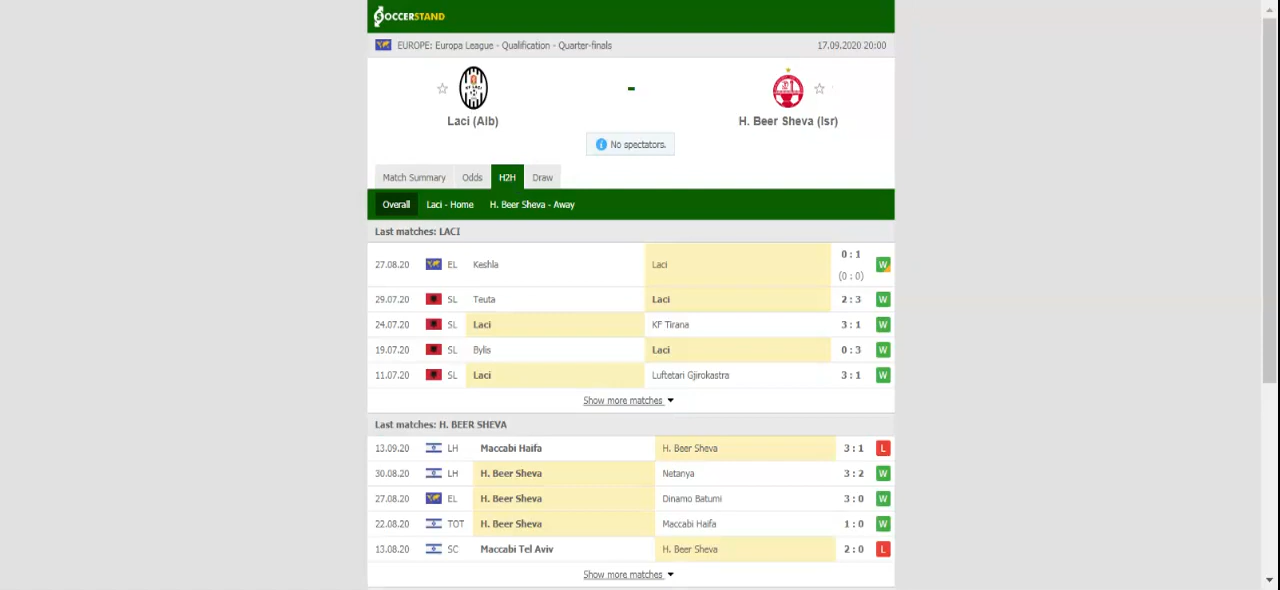 SOCCERSTAND
EUROPE: Europa League - Qualification - Quarter-finals 17.09.2020 20:00
-
Laci (Alb) H. Beer Sheva (Isr)
No spectators.
Match Summary Odds H2H Draw
Overall Laci - Home H. Beer Sheva - Away
Last matches: LACI
27.08.20 EL Keshla Laci 0 : 1 (0 : 0) W
29.07.20 SL Teuta Laci 2 : 3 W
24.07.20 SL Laci KF Tirana 3 : 1 W
19.07.20 SL Bylis Laci 0 : 3 W
11.07.20 SL Laci Luftetari Gjirokastra 3 : 1 W
Show more matches
Last matches: H. BEER SHEVA
13.09.20 LH Maccabi Haifa H. Beer Sheva 3 : 1 L
30.08.20 LH H. Beer Sheva Netanya 3 : 2 W
27.08.20 EL H. Beer Sheva Dinamo Batumi 3 : 0 W
22.08.20 TOT H. Beer Sheva Maccabi Haifa 1 : 0 W
13.08.20 SC Maccabi Tel Aviv H. Beer Sheva 2 : 0 L
Show more matches